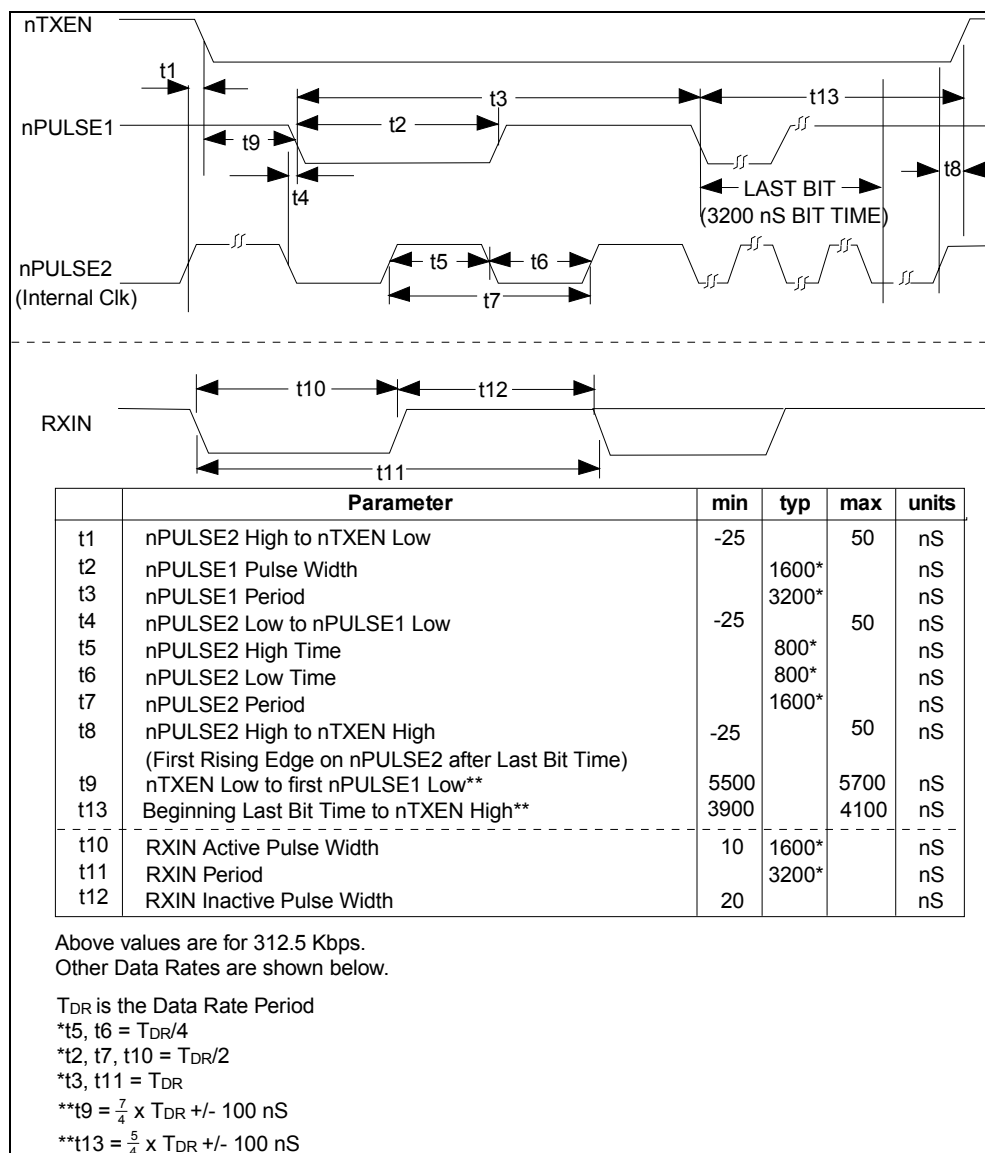 nTXEN
t1
t3
t13
nPULSE1
t2
t9
t8
t4
LAST BIT
(3200 nS BIT TIME)
nPULSE2
(Internal Clk)
t5
t6
t7
t10
t12
RXIN
t11
Parameter min typ max units
t1 nPULSE2 High to nTXEN Low -25 50 nS
t2 nPULSE1 Pulse Width 1600* nS
t3 nPULSE1 Period 3200* nS
t4 nPULSE2 Low to nPULSE1 Low -25 50 nS
t5 nPULSE2 High Time 800* nS
t6 nPULSE2 Low Time 800* nS
t7 nPULSE2 Period 1600* nS
t8 nPULSE2 High to nTXEN High -25 50 nS
(First Rising Edge on nPULSE2 after Last Bit Time)
t9 nTXEN Low to first nPULSE1 Low** 5500 5700 nS
t13 Beginning Last Bit Time to nTXEN High** 3900 4100 nS
t10 RXIN Active Pulse Width 10 1600* nS
t11 RXIN Period 3200* nS
t12 RXIN Inactive Pulse Width 20 nS
Above values are for 312.5 Kbps.
Other Data Rates are shown below.
TDR is the Data Rate Period
*t5, t6 = TDR/4
*t2, t7, t10 = TDR/2
*t3, t11 = TDR
**t9 = 7/4 x TDR +/- 100 nS
**t13 = 5/4 x TDR +/- 100 nS